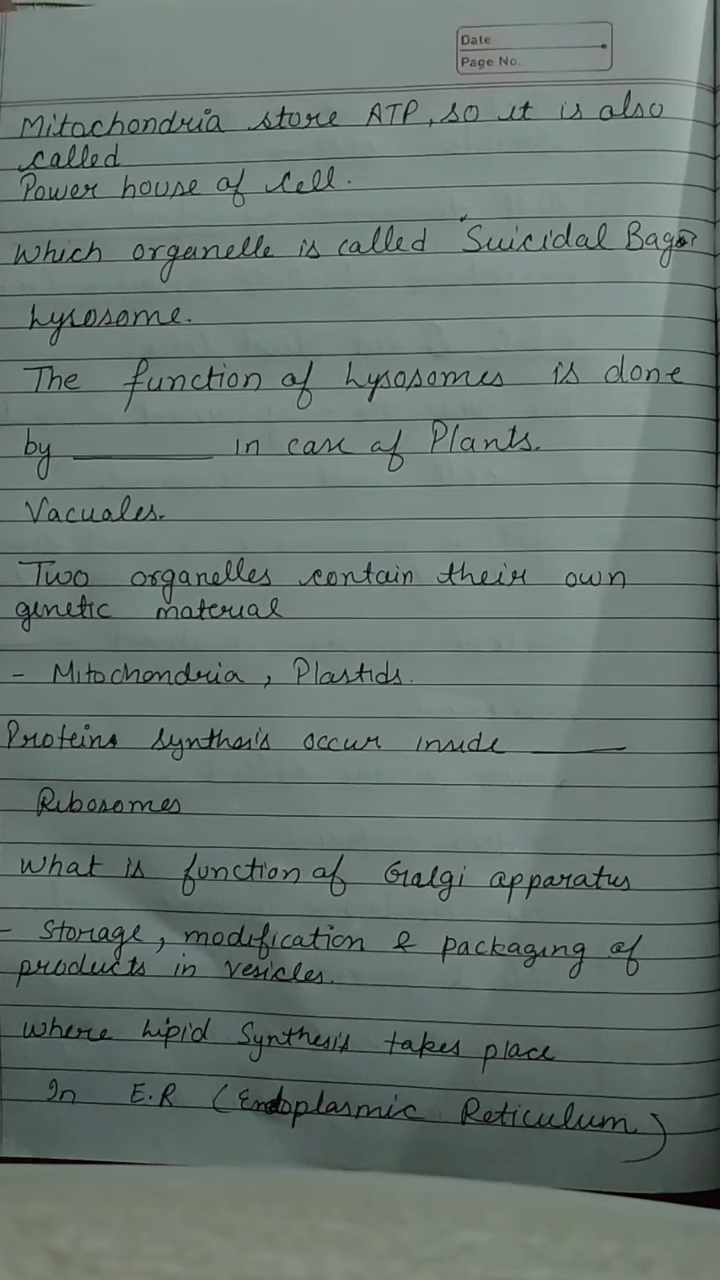 Date
Page No.
Mitochondria store ATP, so it is also
called
Power house of Cell.
Which organelle is called "Suicidal Bags"?
Lysosome.
The function of Lysosomes is done
by ______ in case of Plants.
Vacuales.
Two organelles contain their own
genetic material
- Mitochondria, Plastids.
Proteins synthesis occur inside ______
Ribosomes
What is function of Golgi apparatus
- Storage, modification & packaging of
products in vesicles.
where Lipid Synthesis takes place
In E.R (Endoplasmic Reticulum)